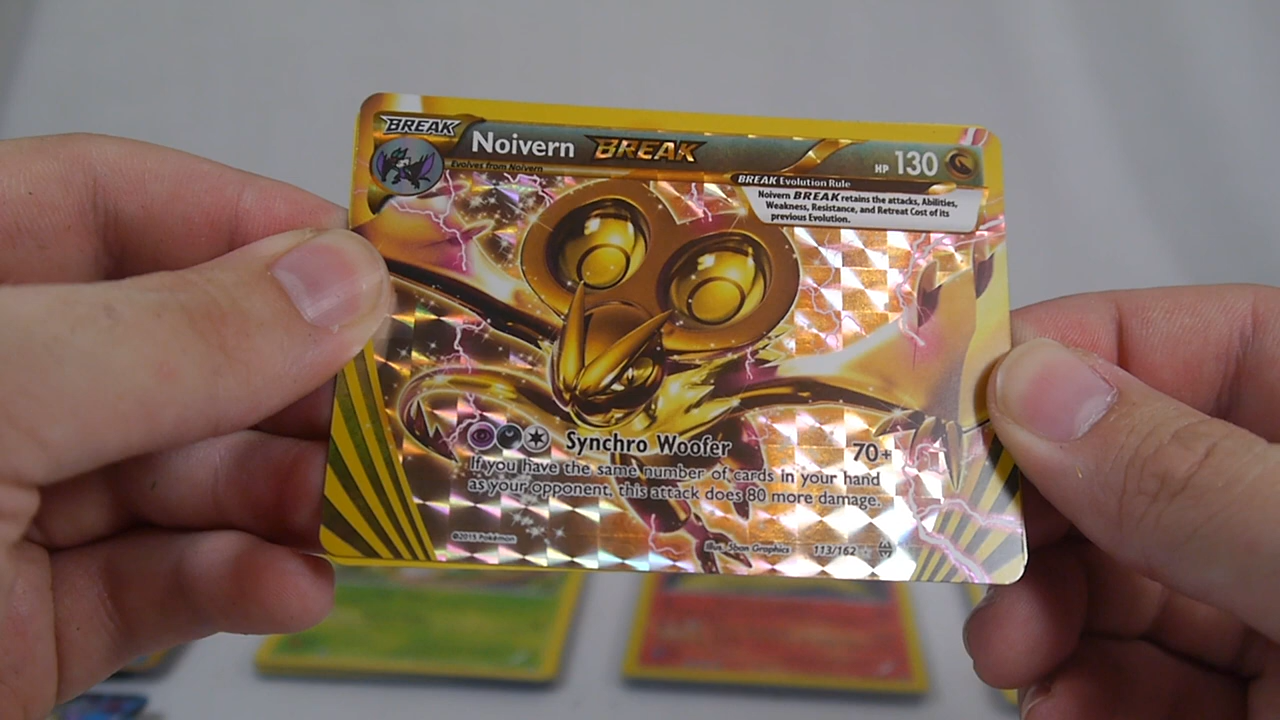 BREAK
Noivern BREAK HP 130
Evolves from Noivern
BREAK Evolution Rule
Noivern BREAK retains the attacks, Abilities,
Weakness, Resistance, and Retreat Cost of its
previous Evolution.
Synchro Woofer 70+
If you have the same number of cards in your hand
as your opponent, this attack does 80 more damage.
©2015 Pokémon
Illus. 5ban Graphics 113/162